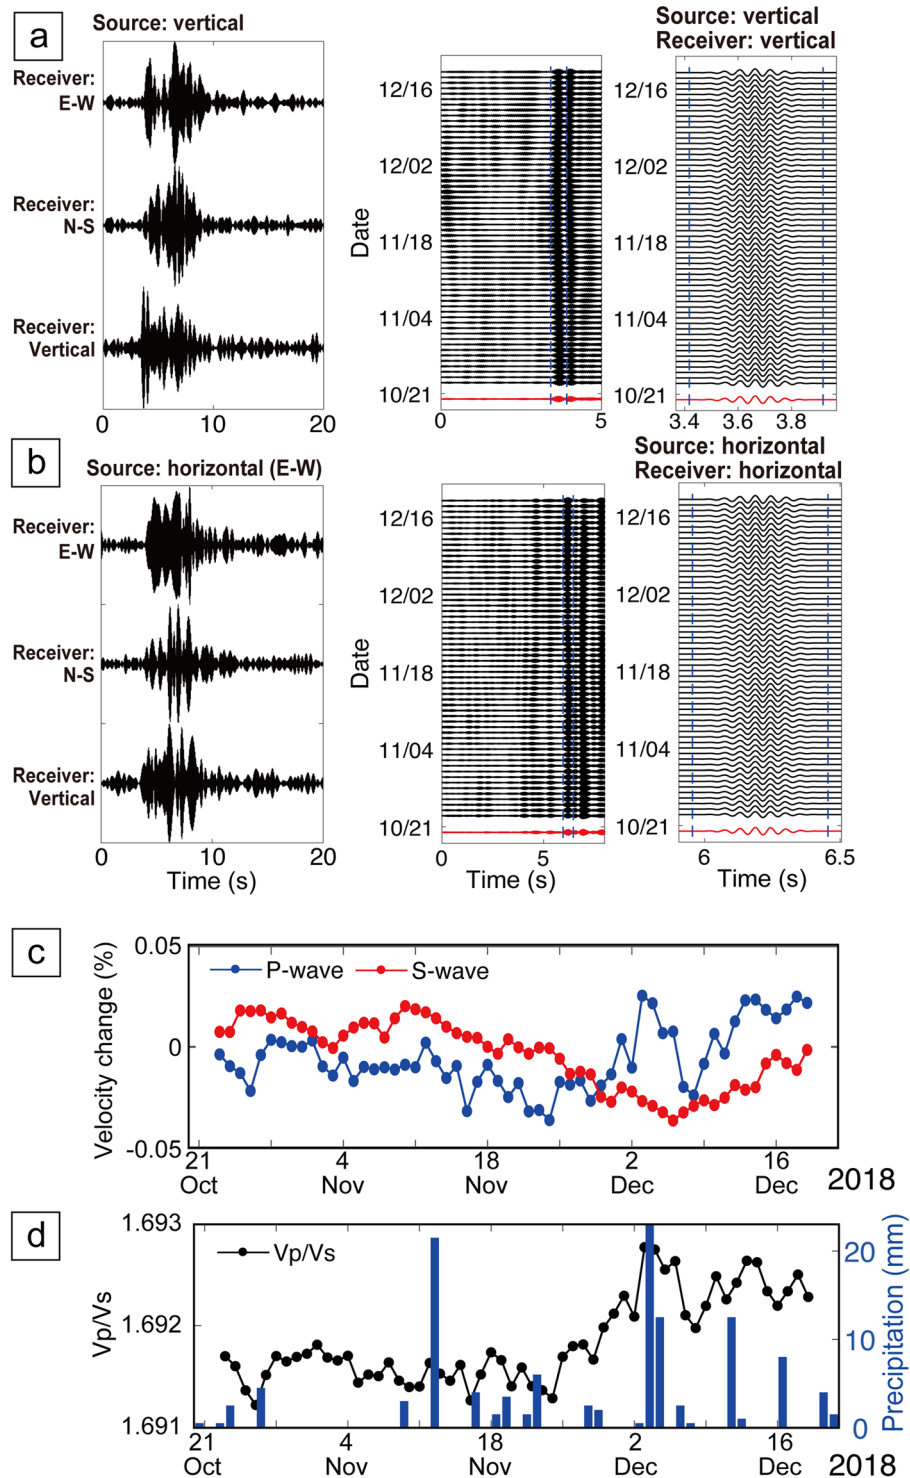 a
Source: vertical
Receiver:
E-W
Receiver:
N-S
Receiver:
Vertical
0
10
20
Date
12/16
12/02
11/18
11/04
10/21
0
5
Source: vertical
Receiver: vertical
12/16
12/02
11/18
11/04
10/21
3.4
3.6
3.8
b
Source: horizontal (E-W)
Receiver:
E-W
Receiver:
N-S
Receiver:
Vertical
0
10
20
Time (s)
Date
12/16
12/02
11/18
11/04
10/21
0
5
Time (s)
Source: horizontal
Receiver: horizontal
12/16
12/02
11/18
11/04
10/21
6
6.5
Time (s)
c
Velocity change (%)
0.05
0
-0.05
P-wave
S-wave
21
Oct
4
Nov
18
Nov
2
Dec
16
Dec
2018
d
Vp/Vs
1.693
1.692
1.691
Vp/Vs
20
10
0
Precipitation (mm)
21
Oct
4
Nov
18
Nov
2
Dec
16
Dec
2018